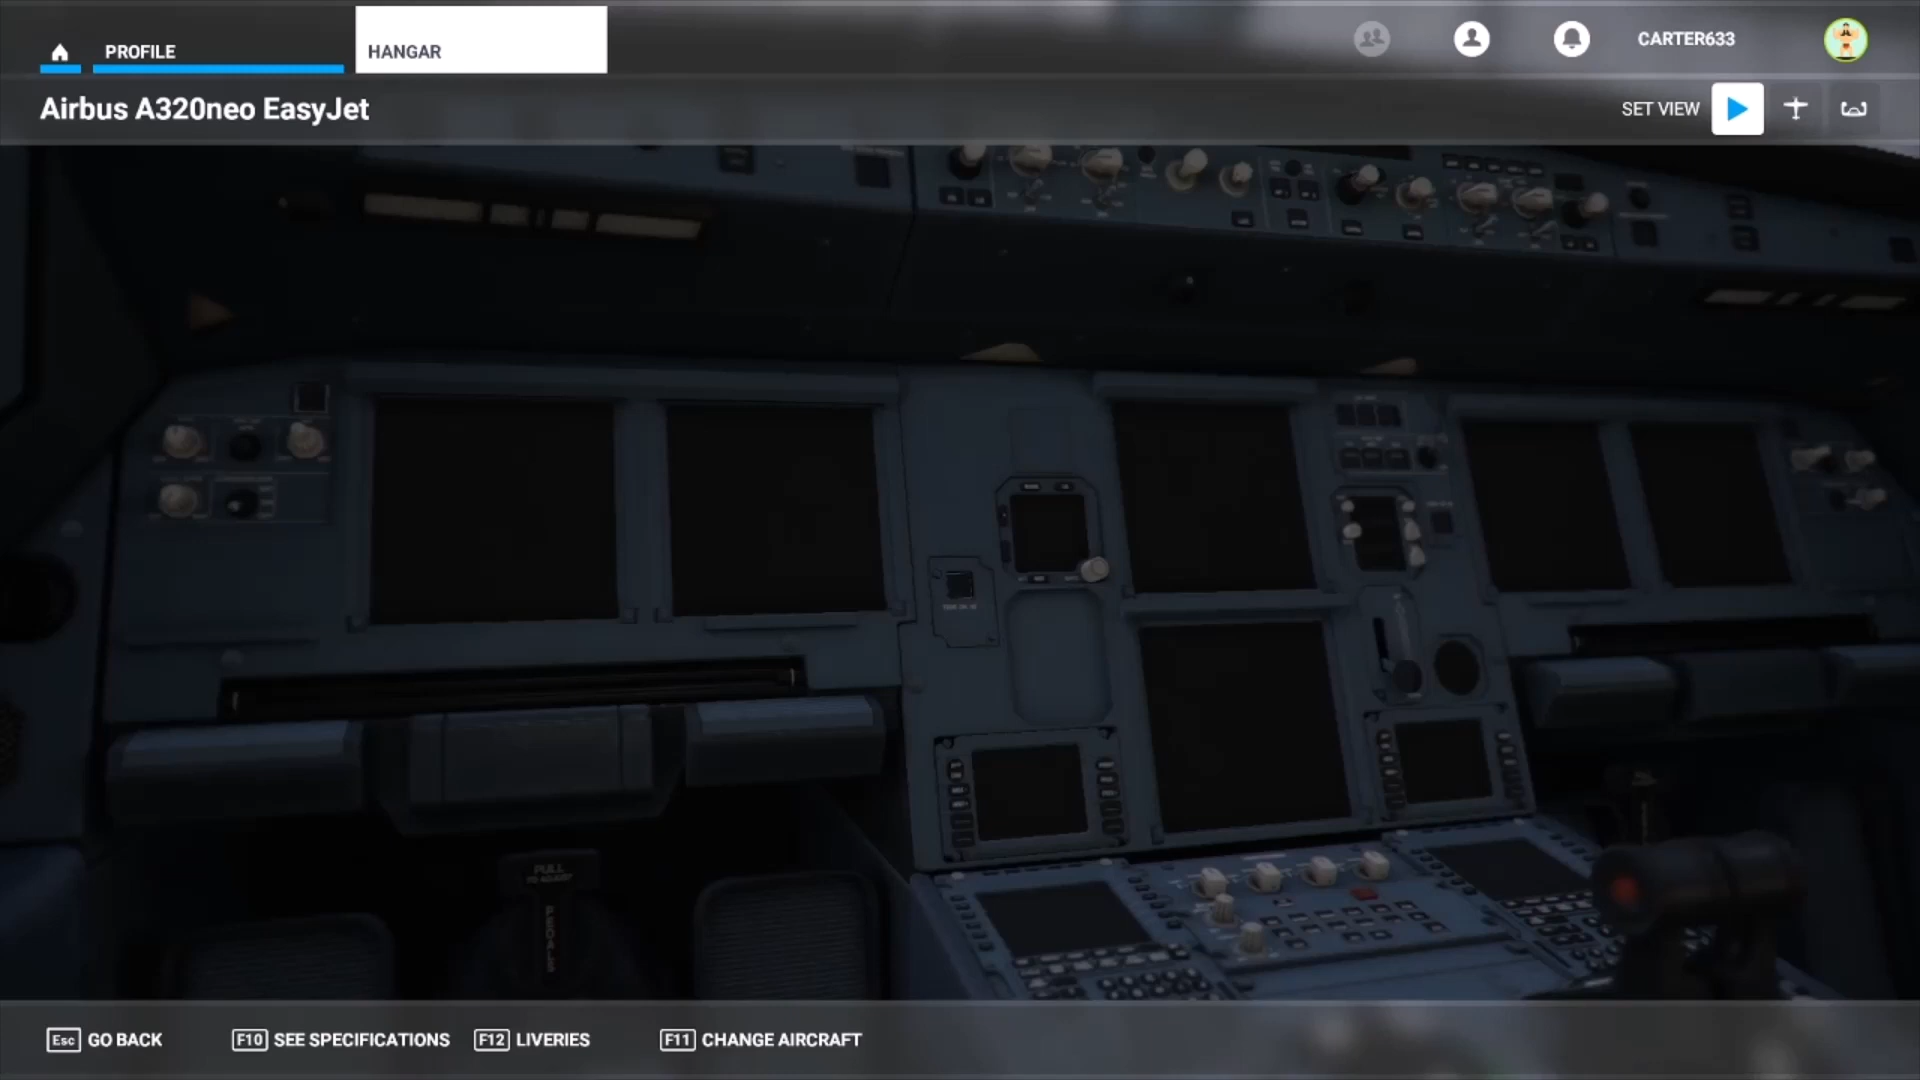 PROFILE
HANGAR
CARTER633
Airbus A320neo EasyJet
SET VIEW
PULL
Esc GO BACK
F10 SEE SPECIFICATIONS
F12 LIVERIES
F11 CHANGE AIRCRAFT